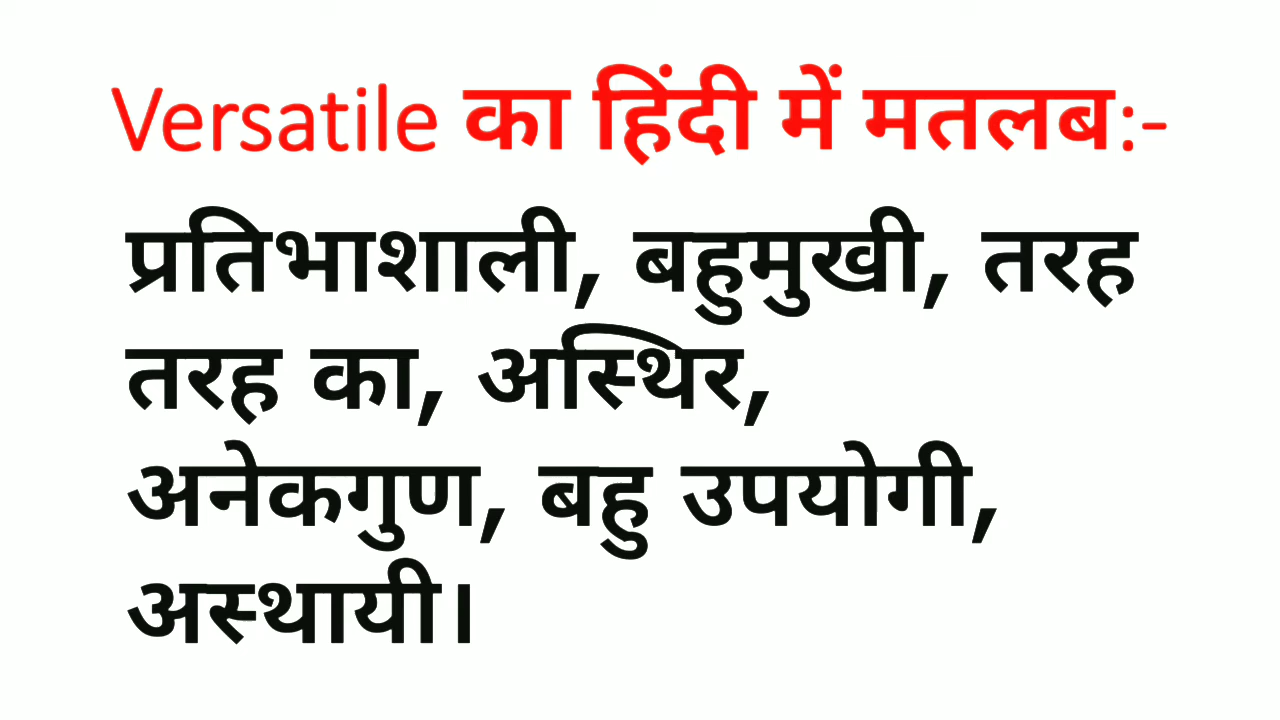 Versatile का हिंदी में मतलब:-
प्रतिभाशाली, बहुमुखी, तरह
तरह का, अस्थिर,
अनेकगुण, बहु उपयोगी,
अस्थायी।